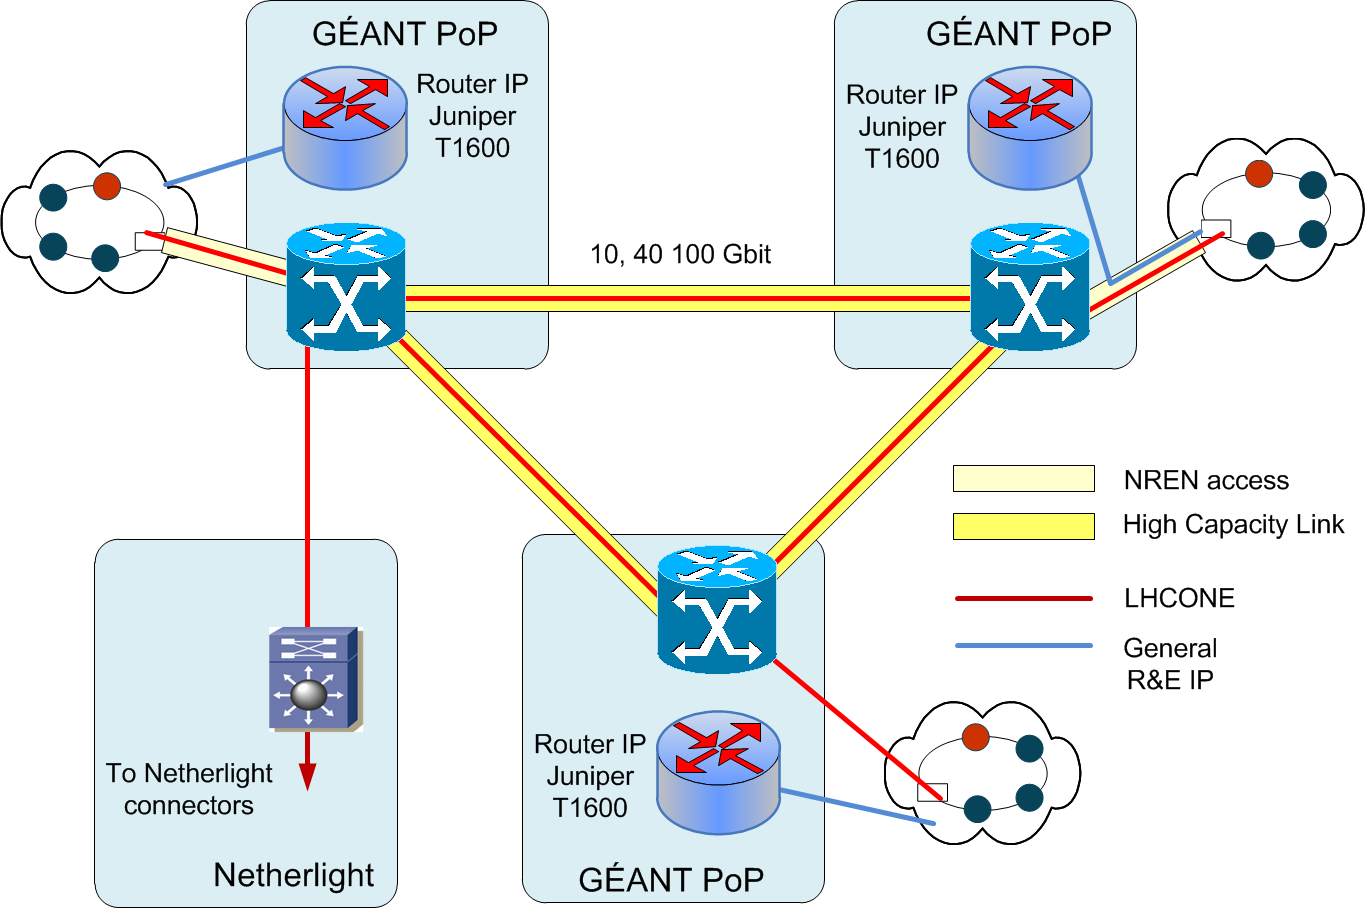 GÉANT PoP
Router IP
Juniper
T1600
GÉANT PoP
Router IP
Juniper
T1600
10, 40 100 Gbit
NREN access
High Capacity Link
LHCONE
General
R&E IP
To Netherlight
connectors
Netherlight
Router IP
Juniper
T1600
GÉANT PoP